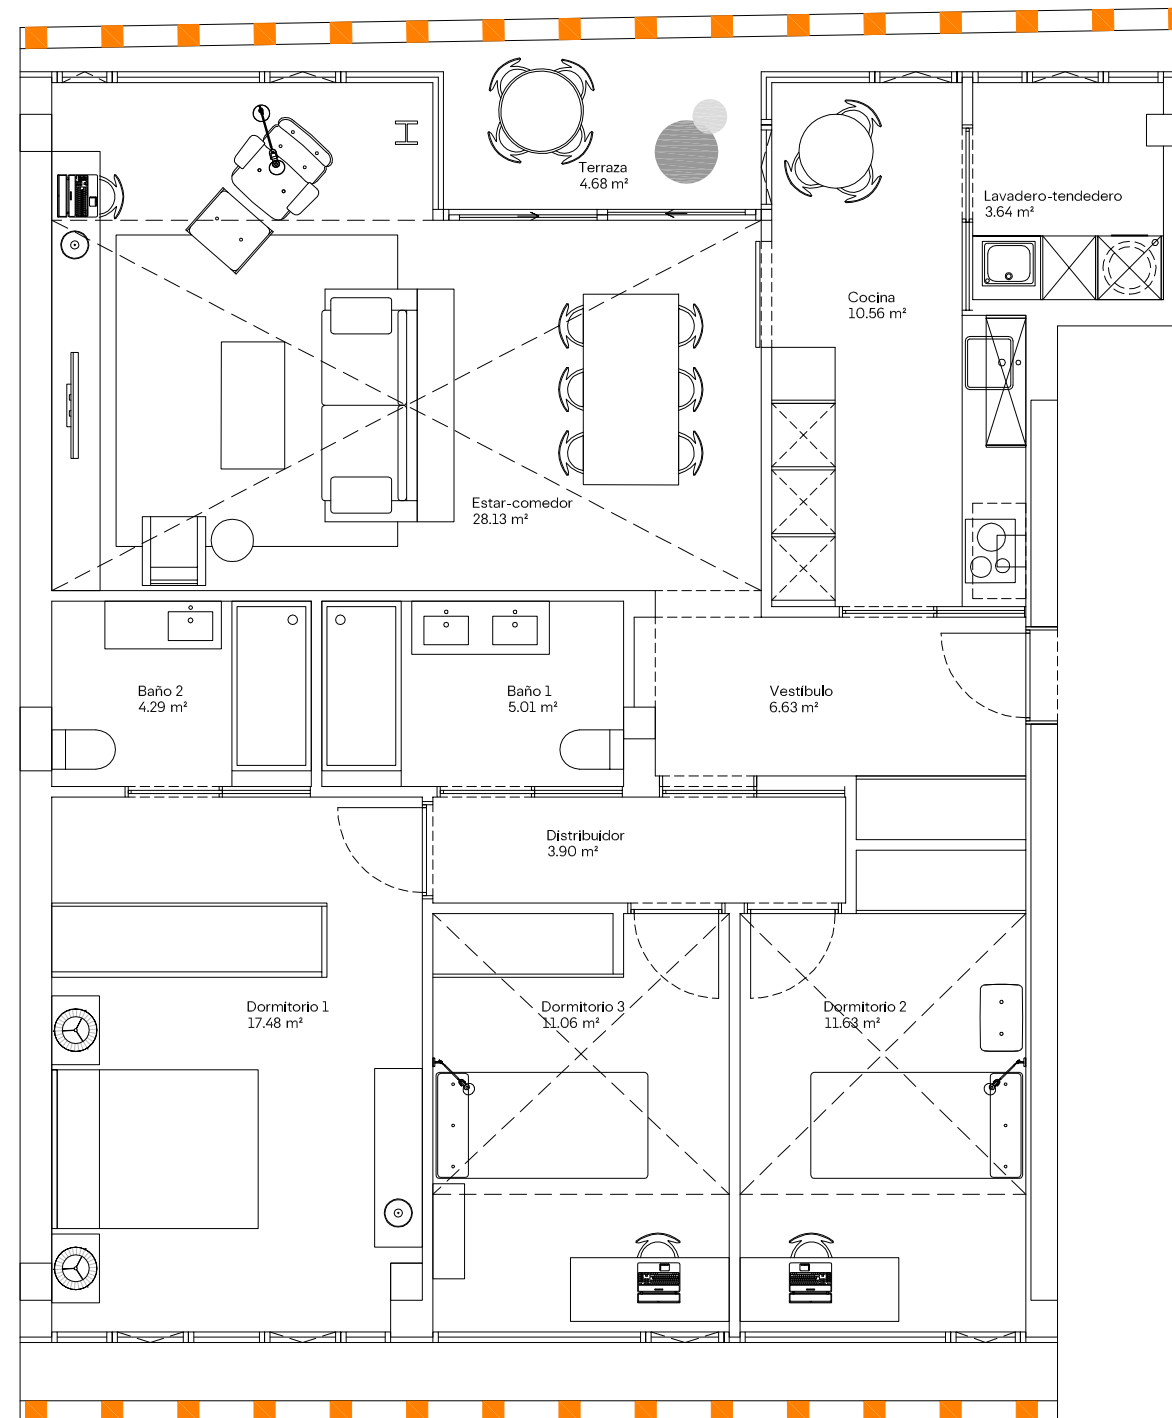 Terraza
4.68 m²
Lavadero-tendedero
3.64 m²
Cocina
10.56 m²
Estar-comedor
28.13 m²
Baño 2
4.29 m²
Baño 1
5.01 m²
Vestíbulo
6.63 m²
Distribuidor
3.90 m²
Dormitorio 1
17.48 m²
Dormitorio 3
11.06 m²
Dormitorio 2
11.63 m²